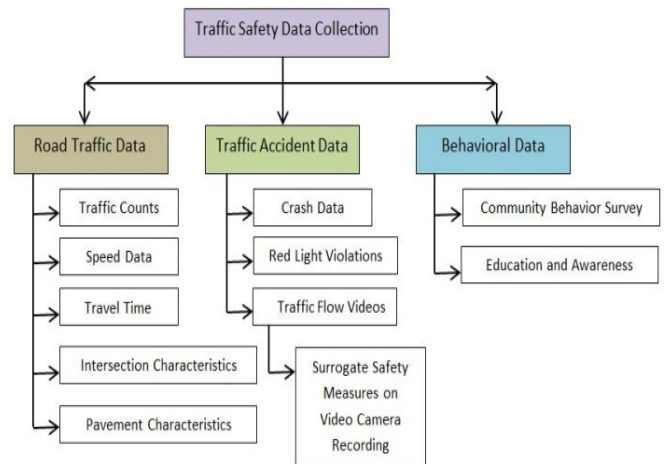 Traffic Safety Data Collection
Road Traffic Data
Traffic Accident Data
Behavioral Data
Traffic Counts
Speed Data
Travel Time
Intersection Characteristics
Pavement Characteristics
Crash Data
Red Light Violations
Traffic Flow Videos
Surrogate Safety
Measures on
Video Camera
Recording
Community Behavior Survey
Education and Awareness